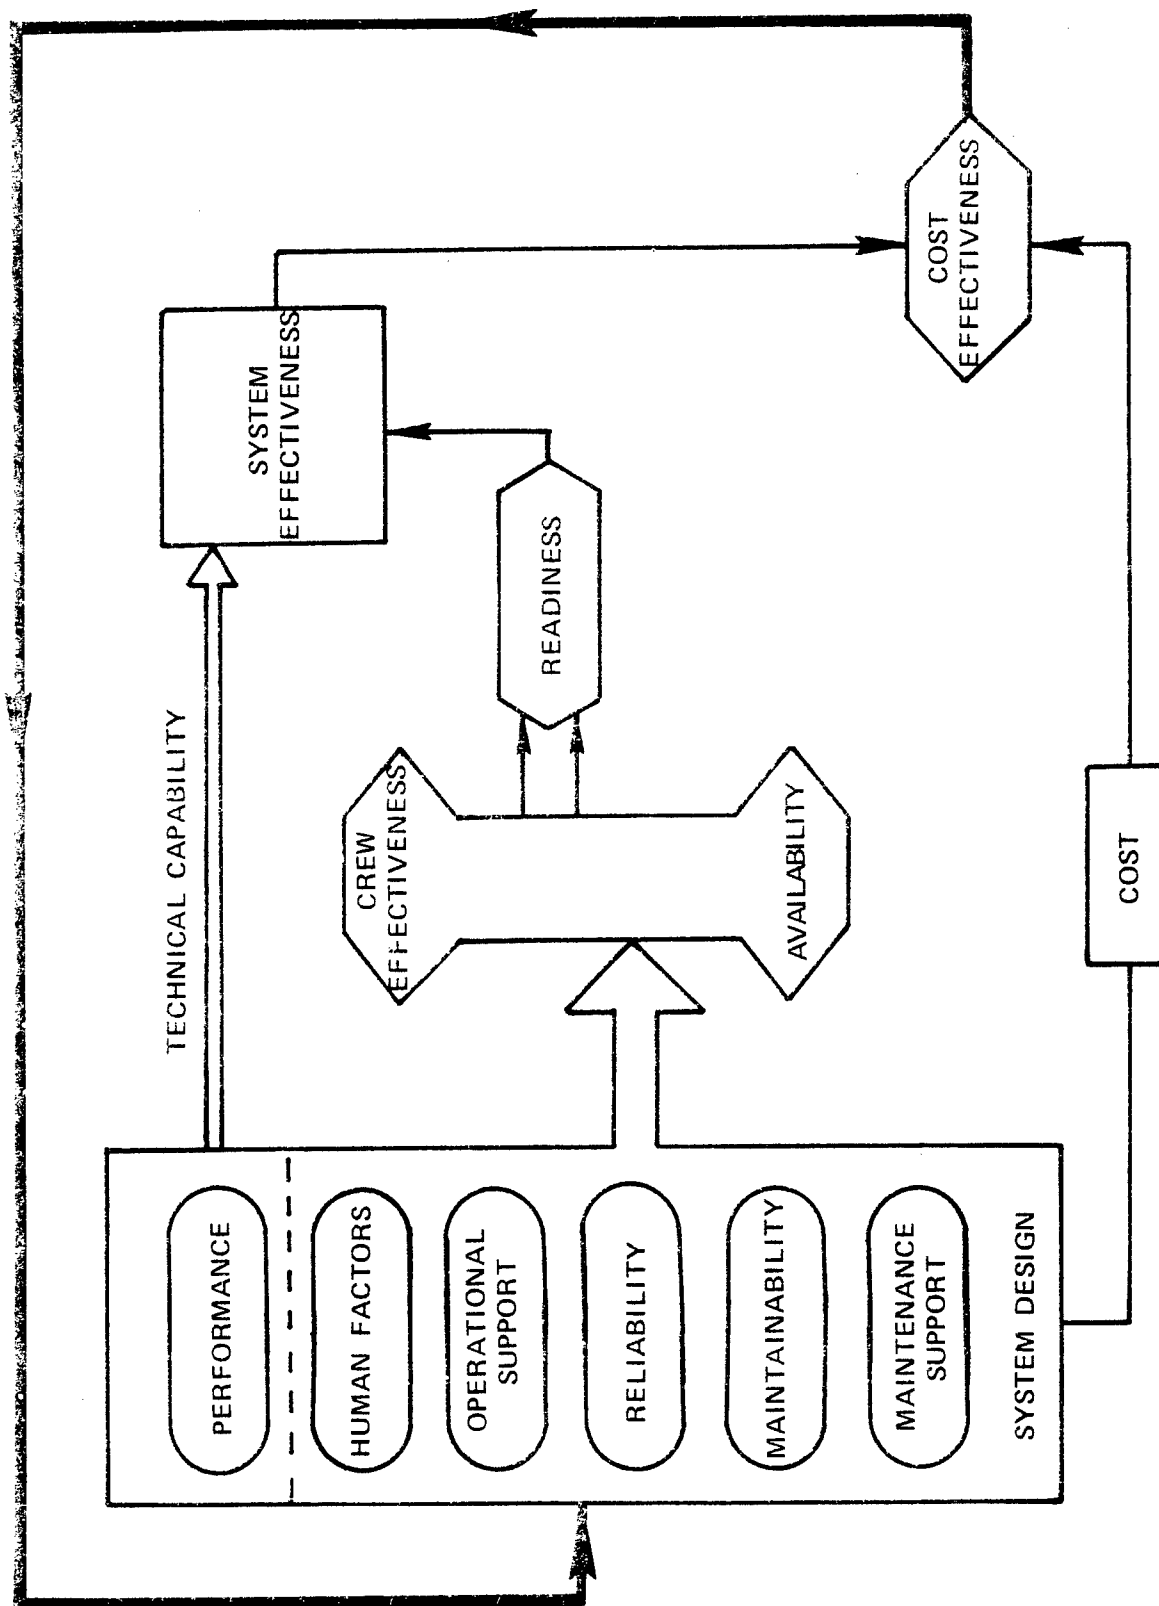 PERFORMANCE
HUMAN FACTORS
OPERATIONAL
SUPPORT
RELIABILITY
MAINTAINABILITY
MAINTENANCE
SUPPORT
SYSTEM DESIGN
TECHNICAL CAPABILITY
CREW
EFFECTIVENESS
AVAILABILITY
READINESS
SYSTEM
EFFECTIVENESS
COST
COST
EFFECTIVENESS